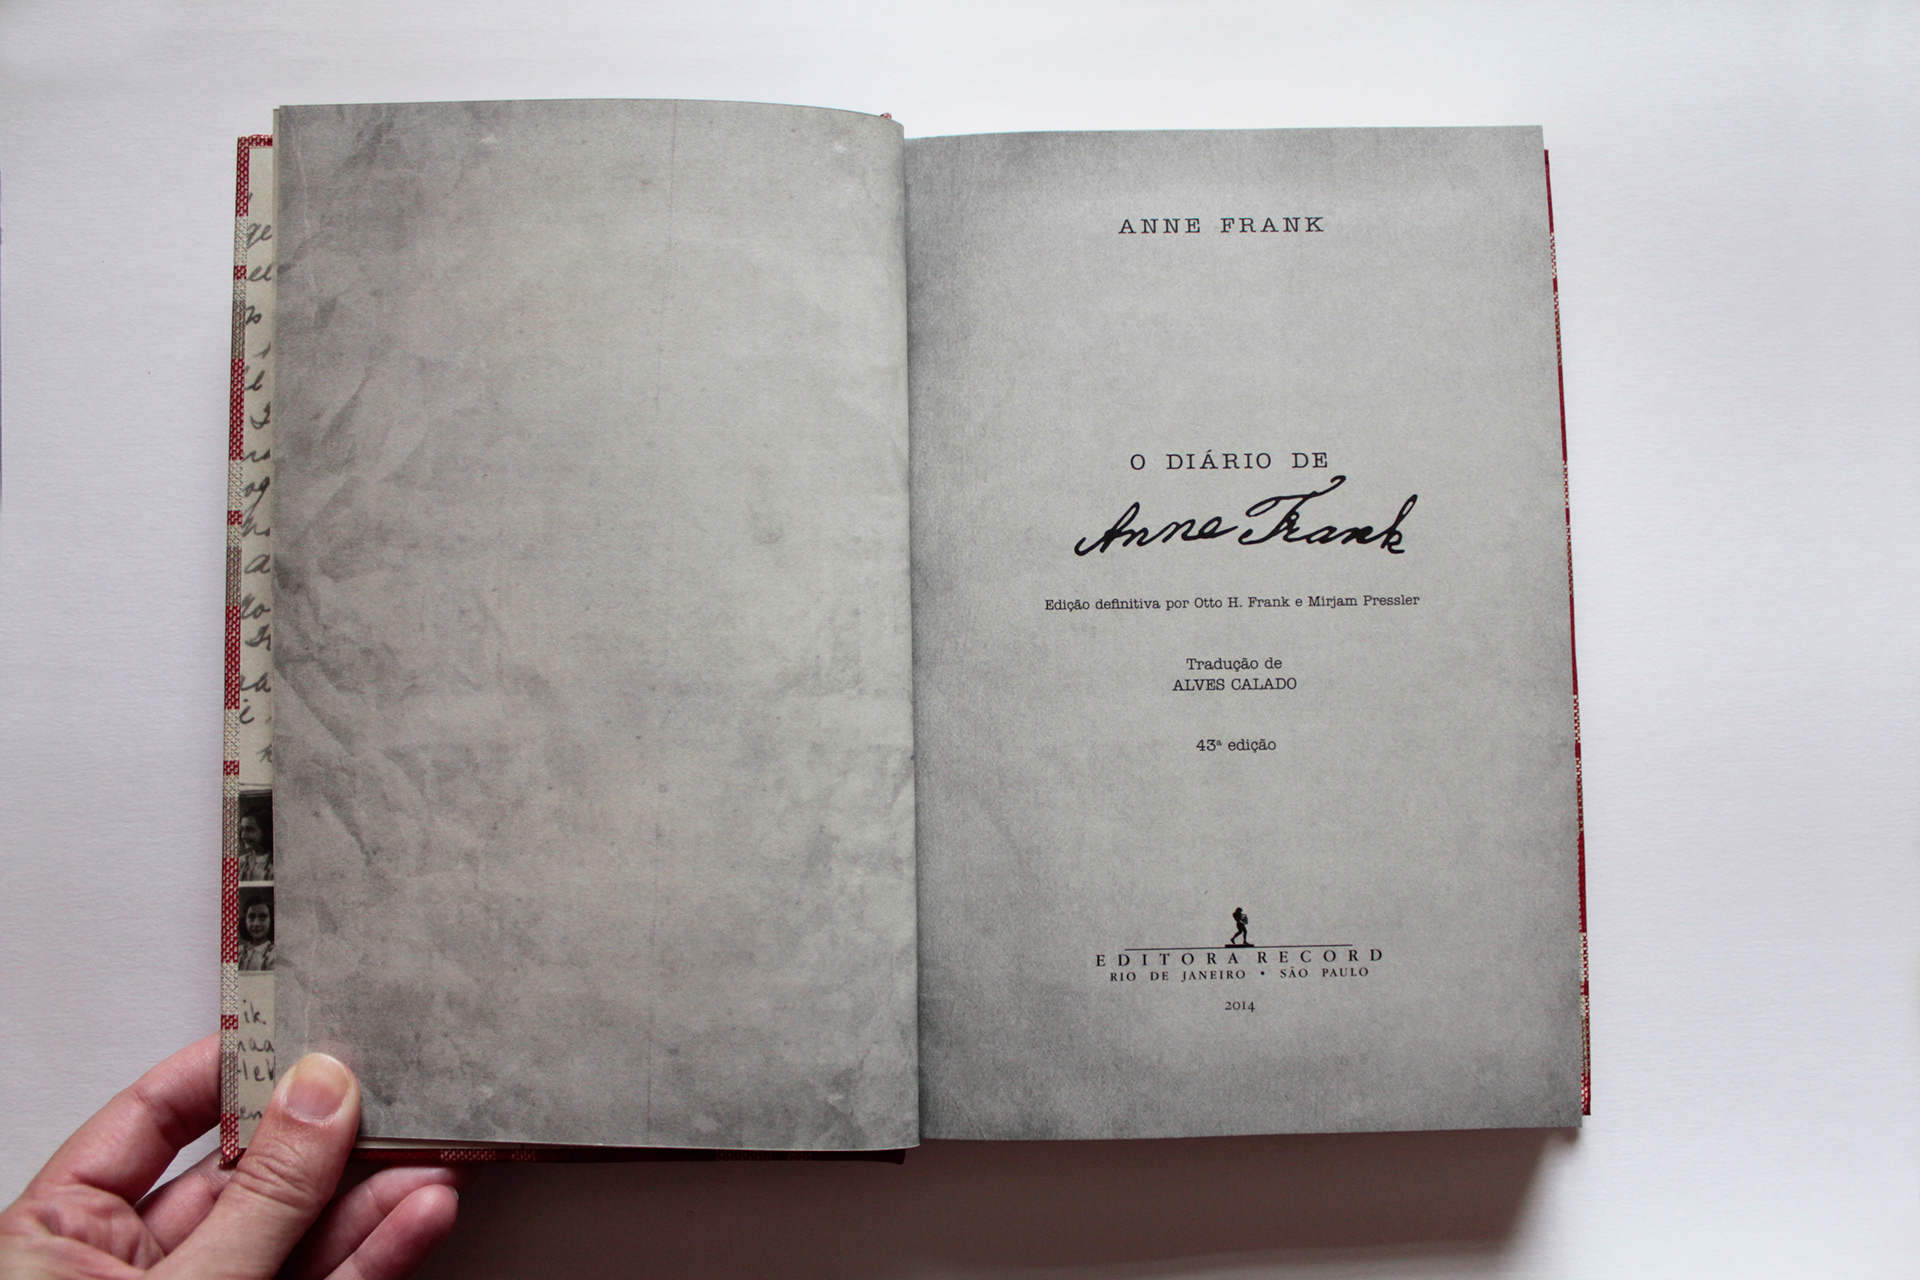 ANNE FRANK
O DIÁRIO DE
Anne Frank
Edição definitiva por Otto H. Frank e Mirjam Pressler
Tradução de
ALVES CALADO
43ª edição
EDITORA RECORD
RIO DE JANEIRO • SÃO PAULO
2014
ik